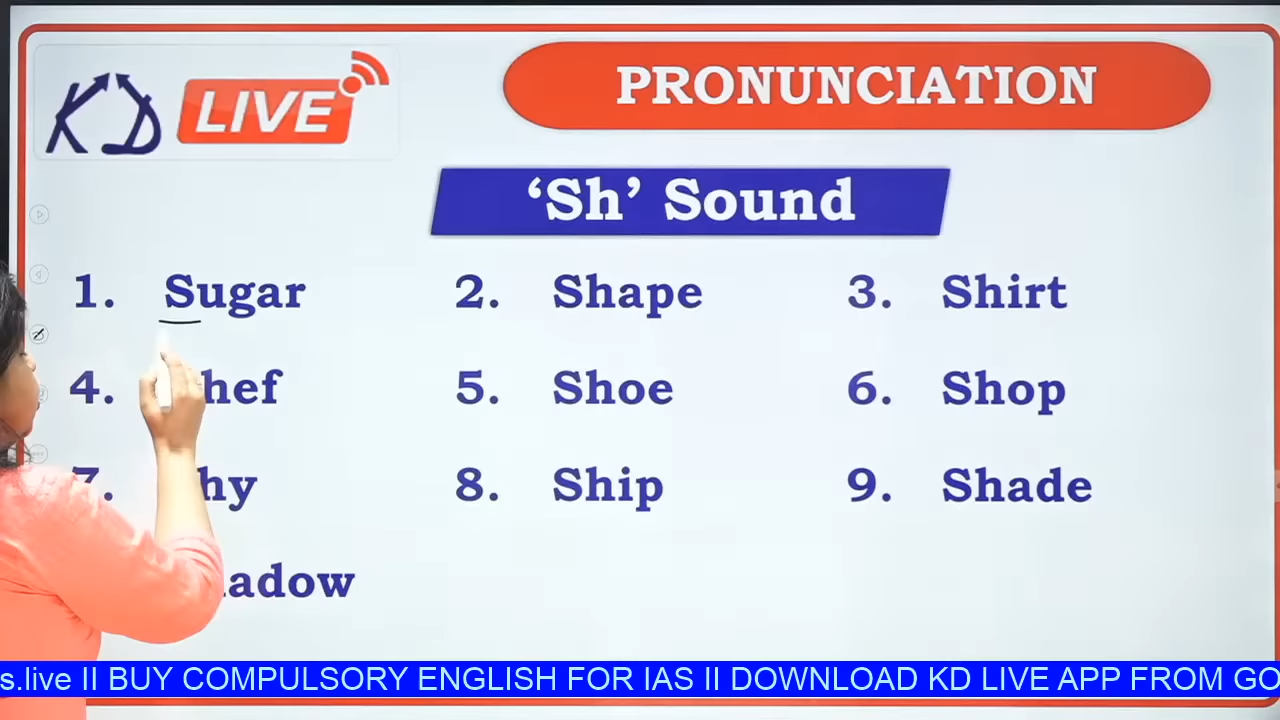 KD LIVE
PRONUNCIATION
‘Sh’ Sound
1. Sugar 2. Shape 3. Shirt
4. hef 5. Shoe 6. Shop
7. hy 8. Ship 9. Shade
adow
s.live II BUY COMPULSORY ENGLISH FOR IAS II DOWNLOAD KD LIVE APP FROM GO